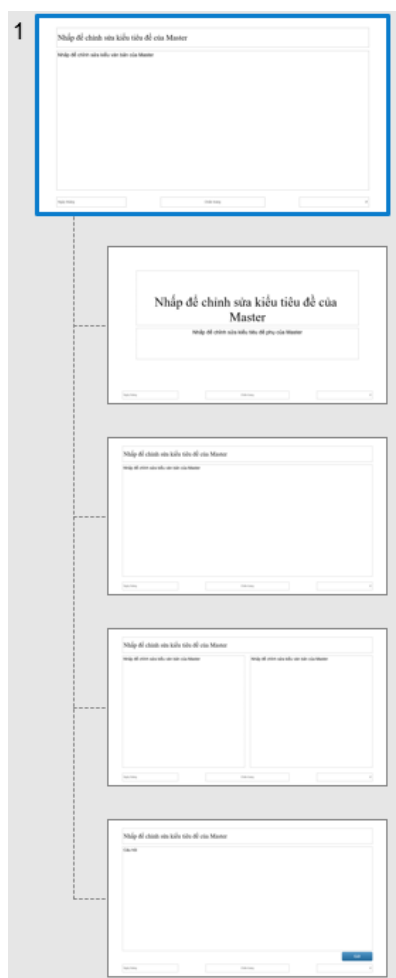 1
Nhấp để chỉnh sửa kiểu tiêu đề của Master
Nhấp để chỉnh sửa kiểu văn bản của Master
Nhấp để chỉnh sửa kiểu tiêu đề của
Master
Nhấp để chỉnh sửa kiểu tiêu đề phụ của Master
Nhấp để chỉnh sửa kiểu tiêu đề của Master
Nhấp để chỉnh sửa kiểu văn bản của Master
Nhấp để chỉnh sửa kiểu tiêu đề của Master
Nhấp để chỉnh sửa kiểu văn bản của Master
Nhấp để chỉnh sửa kiểu văn bản của Master
Nhấp để chỉnh sửa kiểu tiêu đề của Master
Câu hỏi